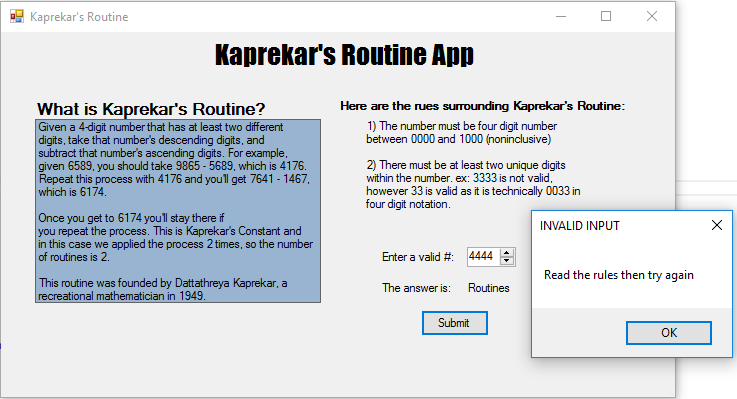 Kaprekar's Routine
Kaprekar's Routine App
What is Kaprekar's Routine?
Given a 4-digit number that has at least two different
digits, take that number's descending digits, and
subtract that number's ascending digits. For example,
given 6589, you should take 9865 - 5689, which is 4176.
Repeat this process with 4176 and you'll get 7641 - 1467,
which is 6174.
Once you get to 6174 you'll stay there if
you repeat the process. This is Kaprekar's Constant and
in this case we applied the process 2 times, so the number
of routines is 2.
This routine was founded by Dattathreya Kaprekar, a
recreational mathematician in 1949.
Here are the rues surrounding Kaprekar's Routine:
1) The number must be four digit number
between 0000 and 1000 (noninclusive)
2) There must be at least two unique digits
within the number. ex: 3333 is not valid,
however 33 is valid as it is technically 0033 in
four digit notation.
Enter a valid #: 4444
The answer is: Routines
Submit
INVALID INPUT
Read the rules then try again
OK